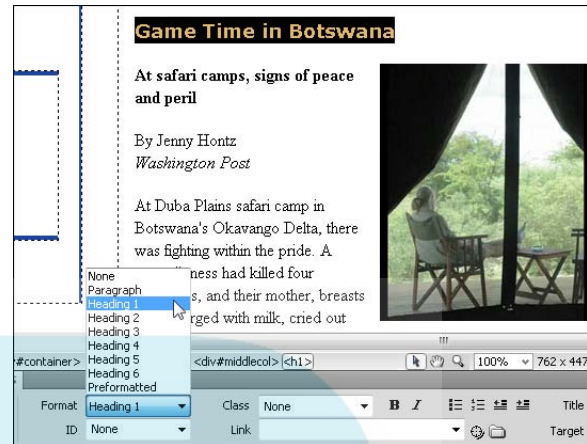 Game Time in Botswana
At safari camps, signs of peace
and peril
By Jenny Hontz
Washington Post
At Duba Plains safari camp in
Botswana's Okavango Delta, there
was fighting within the pride. A
had killed four
and their mother, breasts
with milk, cried out
None
Paragraph
Heading 1
Heading 2
Heading 3
Heading 4
Heading 5
Heading 6
Preformatted
#container> <div#middlecol> <h1> 100% 762 x 447
Format Heading 1 Class None B I Title
ID None Link Target